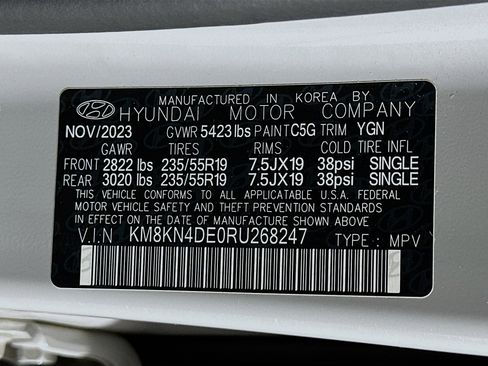 MANUFACTURED IN KOREA BY
HYUNDAI MOTOR COMPANY
NOV/2023 GVWR 5423 lbs PAINT C5G TRIM YGN
GAWR TIRES RIMS COLD TIRE INFL
FRONT 2822 lbs 235/55R19 7.5JX19 38psi SINGLE
REAR 3020 lbs 235/55R19 7.5JX19 38psi SINGLE
THIS VEHICLE CONFORMS TO ALL APPLICATABLE U.S.A. FEDERAL
MOTOR VEHICLE SAFETY AND THEFT PREVENTION STANDARDS
IN EFFECT ON THE DATE OF MANUFACTURE SHOWN ABOVE.
V.I.N KM8KN4DE0RU268247 TYPE : MPV